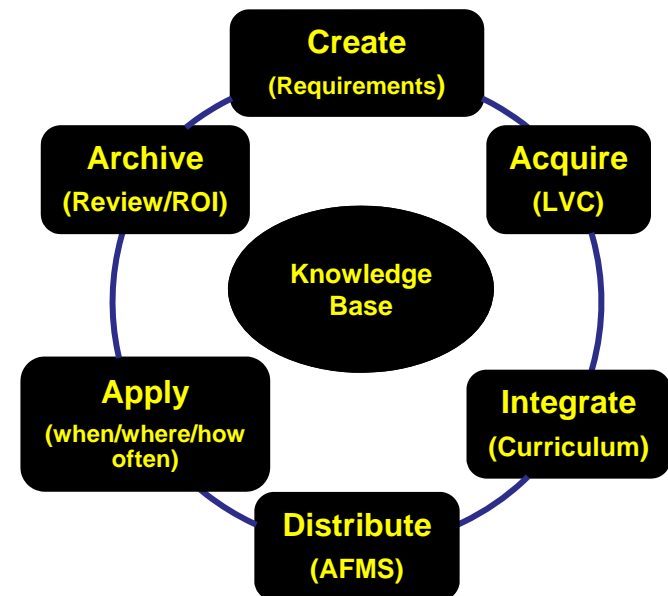 Create
(Requirements)
Acquire
(LVC)
Integrate
(Curriculum)
Distribute
(AFMS)
Apply
(when/where/how
often)
Archive
(Review/ROI)
Knowledge
Base